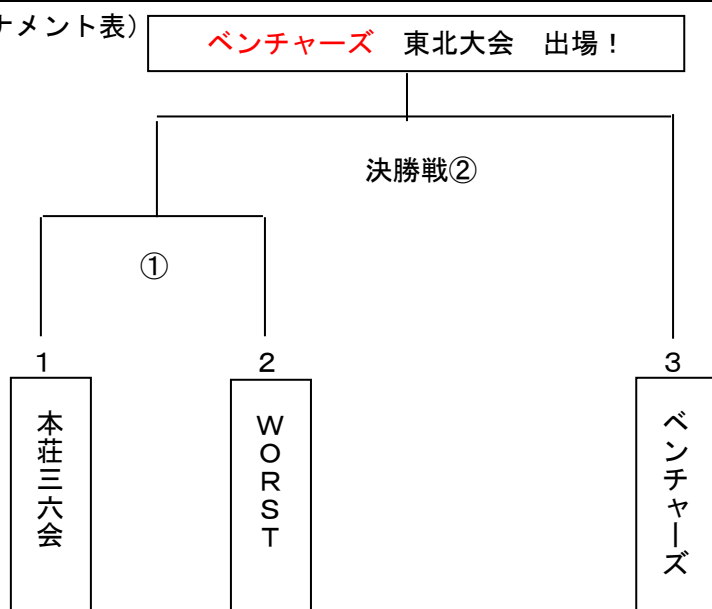 ナメント表）
ベンチャーズ　東北大会　出場！
決勝戦②
①
1
2
3
本荘三六会
ＷＯＲＳＴ
ベンチャーズ